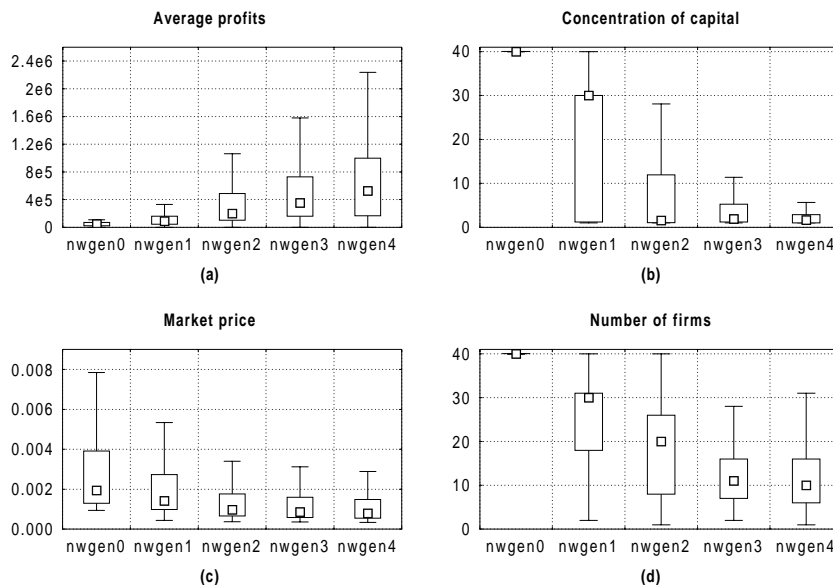 Average profits
2.4e6
2e6
1.6e6
1.2e6
8e5
4e5
0
nwgen0 nwgen1 nwgen2 nwgen3 nwgen4
(a)
Concentration of capital
40
30
20
10
0
nwgen0 nwgen1 nwgen2 nwgen3 nwgen4
(b)
Market price
0.008
0.006
0.004
0.002
0.000
nwgen0 nwgen1 nwgen2 nwgen3 nwgen4
(c)
Number of firms
40
30
20
10
0
nwgen0 nwgen1 nwgen2 nwgen3 nwgen4
(d)